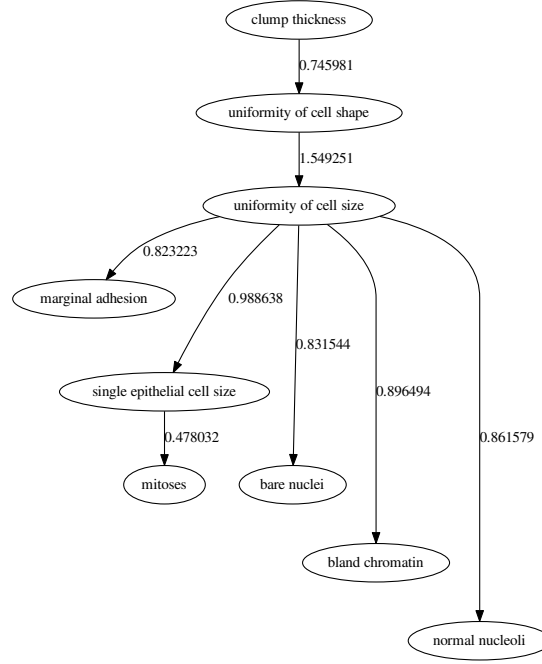 clump thickness
0.745981
uniformity of cell shape
1.549251
uniformity of cell size
0.823223
marginal adhesion
0.988638
0.831544
0.896494
single epithelial cell size
0.478032
0.861579
mitoses
bare nuclei
bland chromatin
normal nucleoli